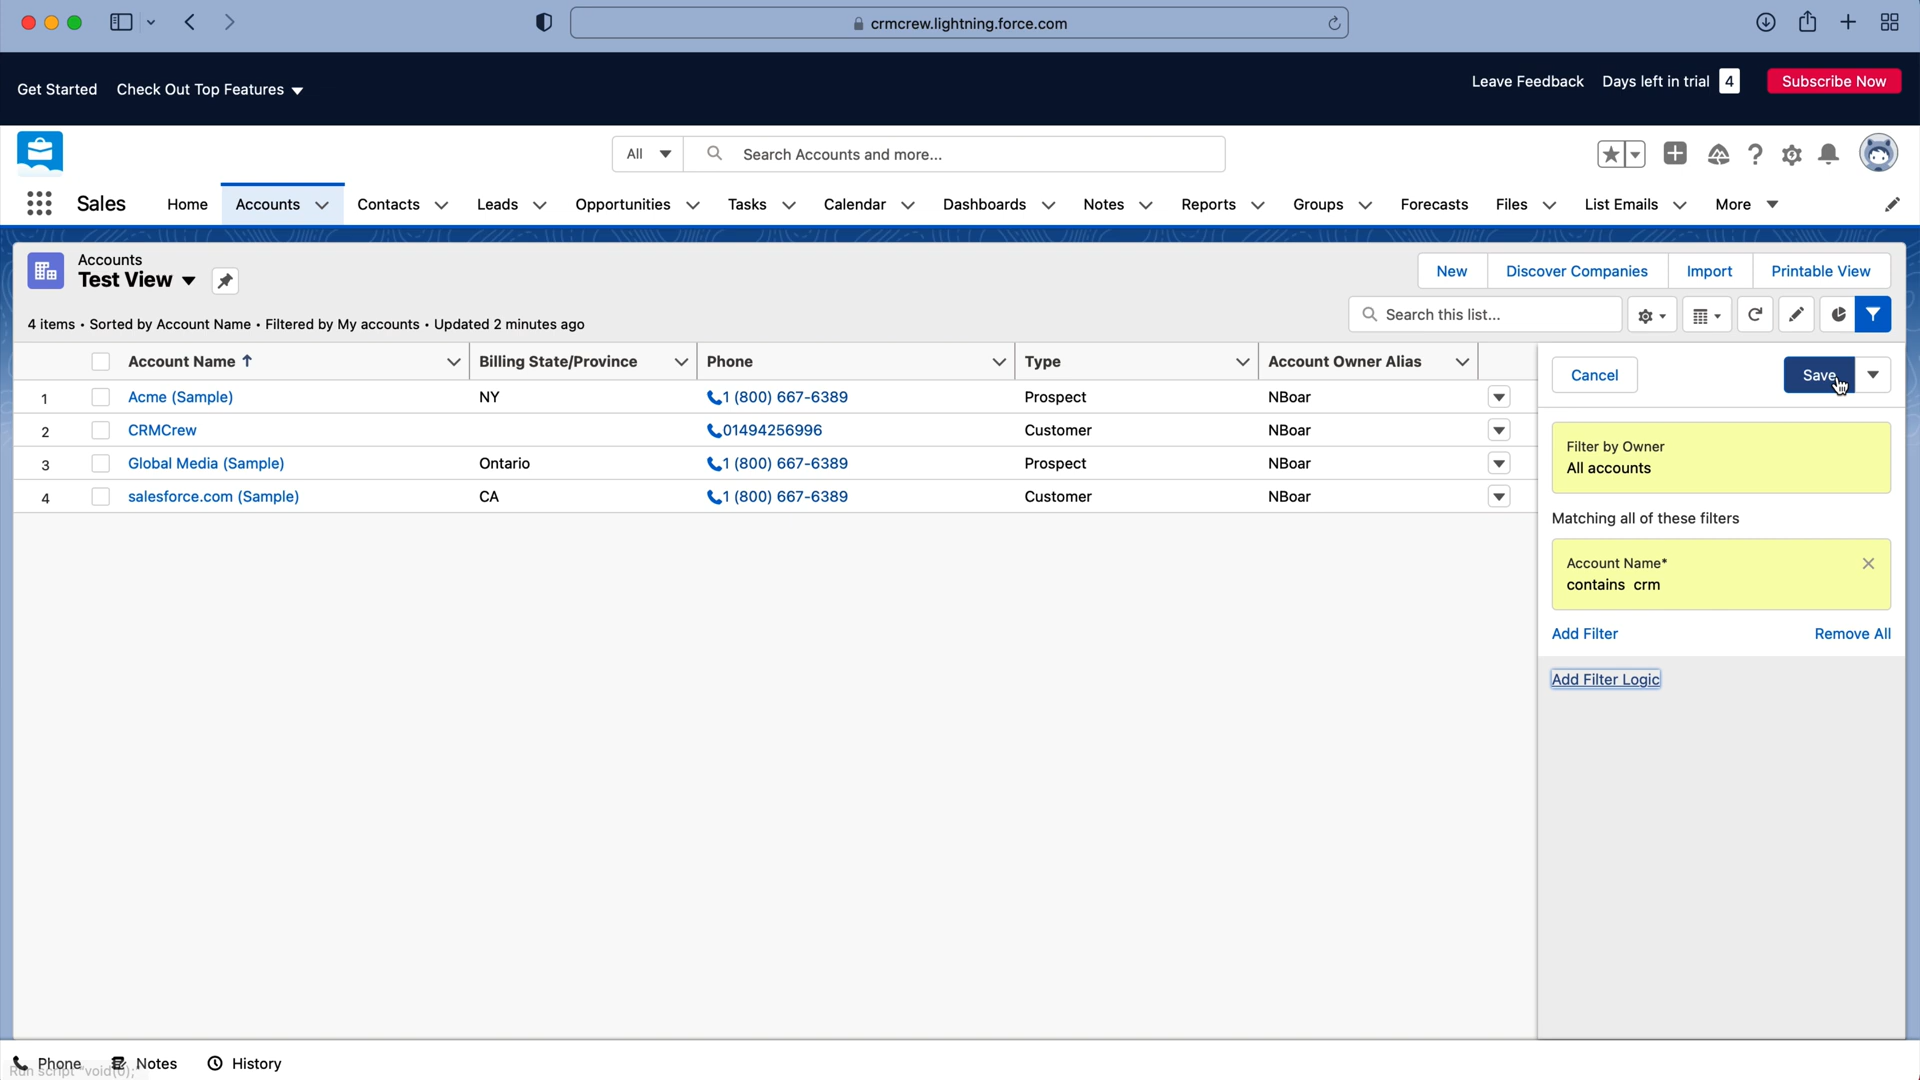 crmcrew.lightning.force.com
Get Started Check Out Top Features
Leave Feedback Days left in trial 4 Subscribe Now
All Search Accounts and more...
Sales Home Accounts Contacts Leads Opportunities Tasks Calendar Dashboards Notes Reports Groups Forecasts Files List Emails More
Accounts
Test View
New Discover Companies Import Printable View
4 items • Sorted by Account Name • Filtered by My accounts • Updated 2 minutes ago
Search this list...
Account Name Billing State/Province Phone Type Account Owner Alias
1 Acme (Sample) NY 1 (800) 667-6389 Prospect NBoar
2 CRMCrew 01494256996 Customer NBoar
3 Global Media (Sample) Ontario 1 (800) 667-6389 Prospect NBoar
4 salesforce.com (Sample) CA 1 (800) 667-6389 Customer NBoar
Cancel Save
Filter by Owner
All accounts
Matching all of these filters
Account Name*
contains crm
Add Filter Remove All
Add Filter Logic
Phone Notes History
Run script "void(0);"